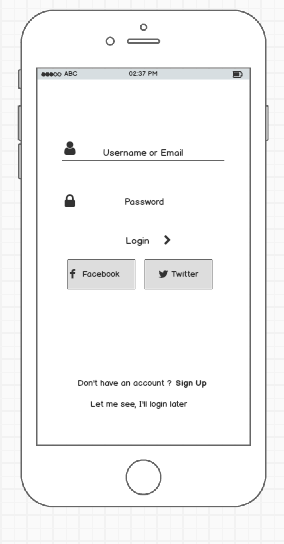 ABC 02:37 PM
Username or Email
Password
Login
Facebook Twitter
Don't have an account ? Sign Up
Let me see, I'll login later